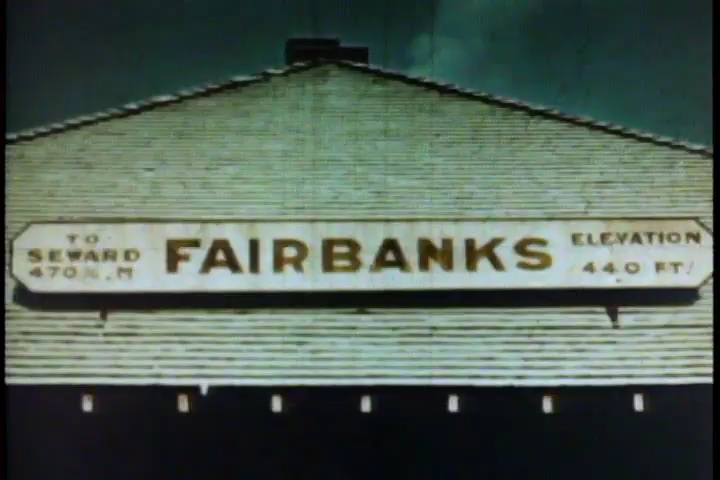 TO
SEWARD
470 .M
FAIRBANKS
ELEVATION
440 FT.